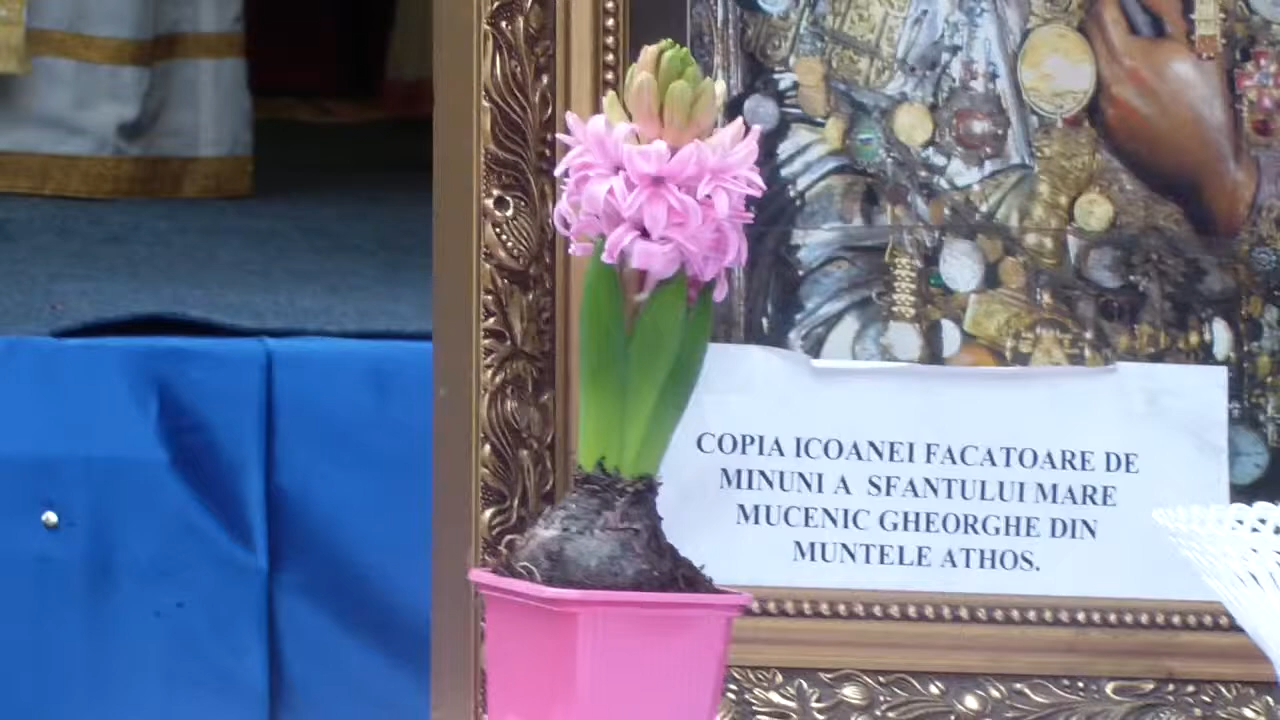 COPIA ICOANEI FACATOARE DE
MINUNI A SFANTULUI MARE
MUCENIC GHEORGHE DIN
MUNTELE ATHOS.